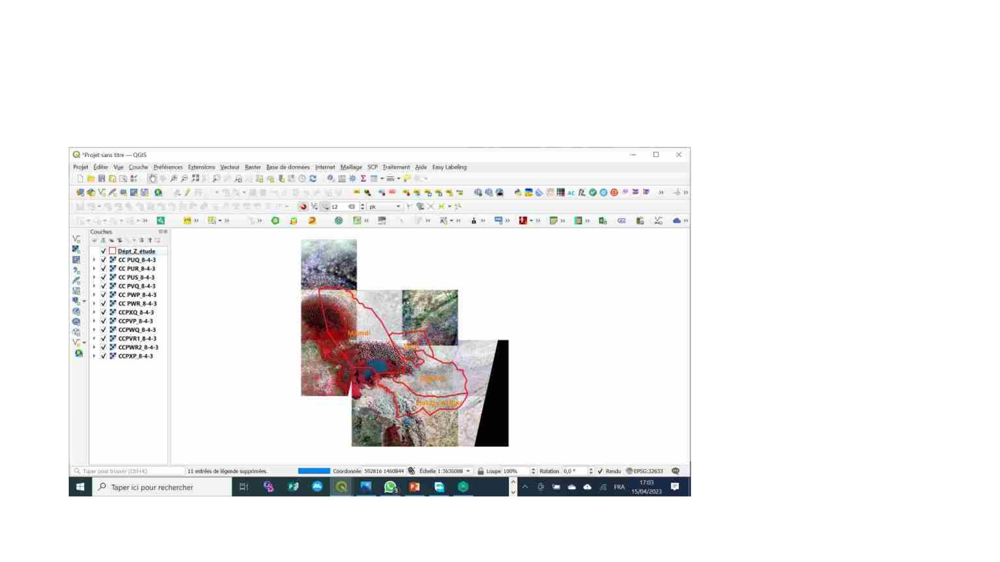 *Projet sans titre — QGIS
Projet Éditer Vue Couche Préférences Extensions Vecteur Raster Base de données Internet Maillage SCP Traitement Aide Easy Labeling
AC
12 px
Couches
Dépt_Z_étude
CC PUQ_8-4-3
CC PUR_8-4-3
CC PUS_8-4-3
CC PVQ_8-4-3
CC PWP_8-4-3
CC PWR_8-4-3
CCPXQ_8-4-3
CCPVP_8-4-3
CCPWQ_8-4-3
CCPVR1_8-4-3
CCPWR2_8-4-3
CCPXP_8-4-3
Mamdi
Taper pour trouver (Ctrl+K) 11 entrées de légende supprimées. Coordonnée 592816 1460844 Échelle 1:3636088 Loupe 100% Rotation 0,0 ° Rendu EPSG:32633
Taper ici pour rechercher
FRA
17:03
15/04/2023